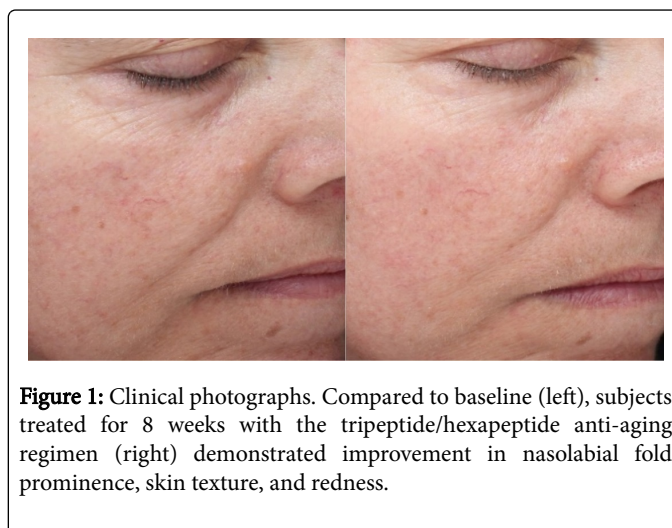 Figure 1: Clinical photographs. Compared to baseline (left), subjects
treated for 8 weeks with the tripeptide/hexapeptide anti-aging
regimen (right) demonstrated improvement in nasolabial fold
prominence, skin texture, and redness.